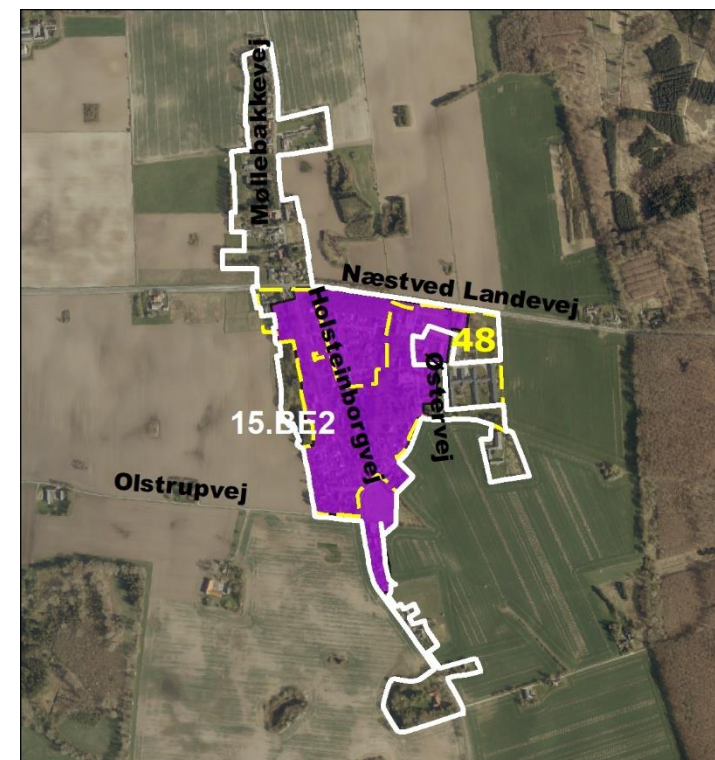 Møllebakkevej
Næstved Landevej
Holsteinborgvej
48
Østervej
15.BE2
Olstrupvej